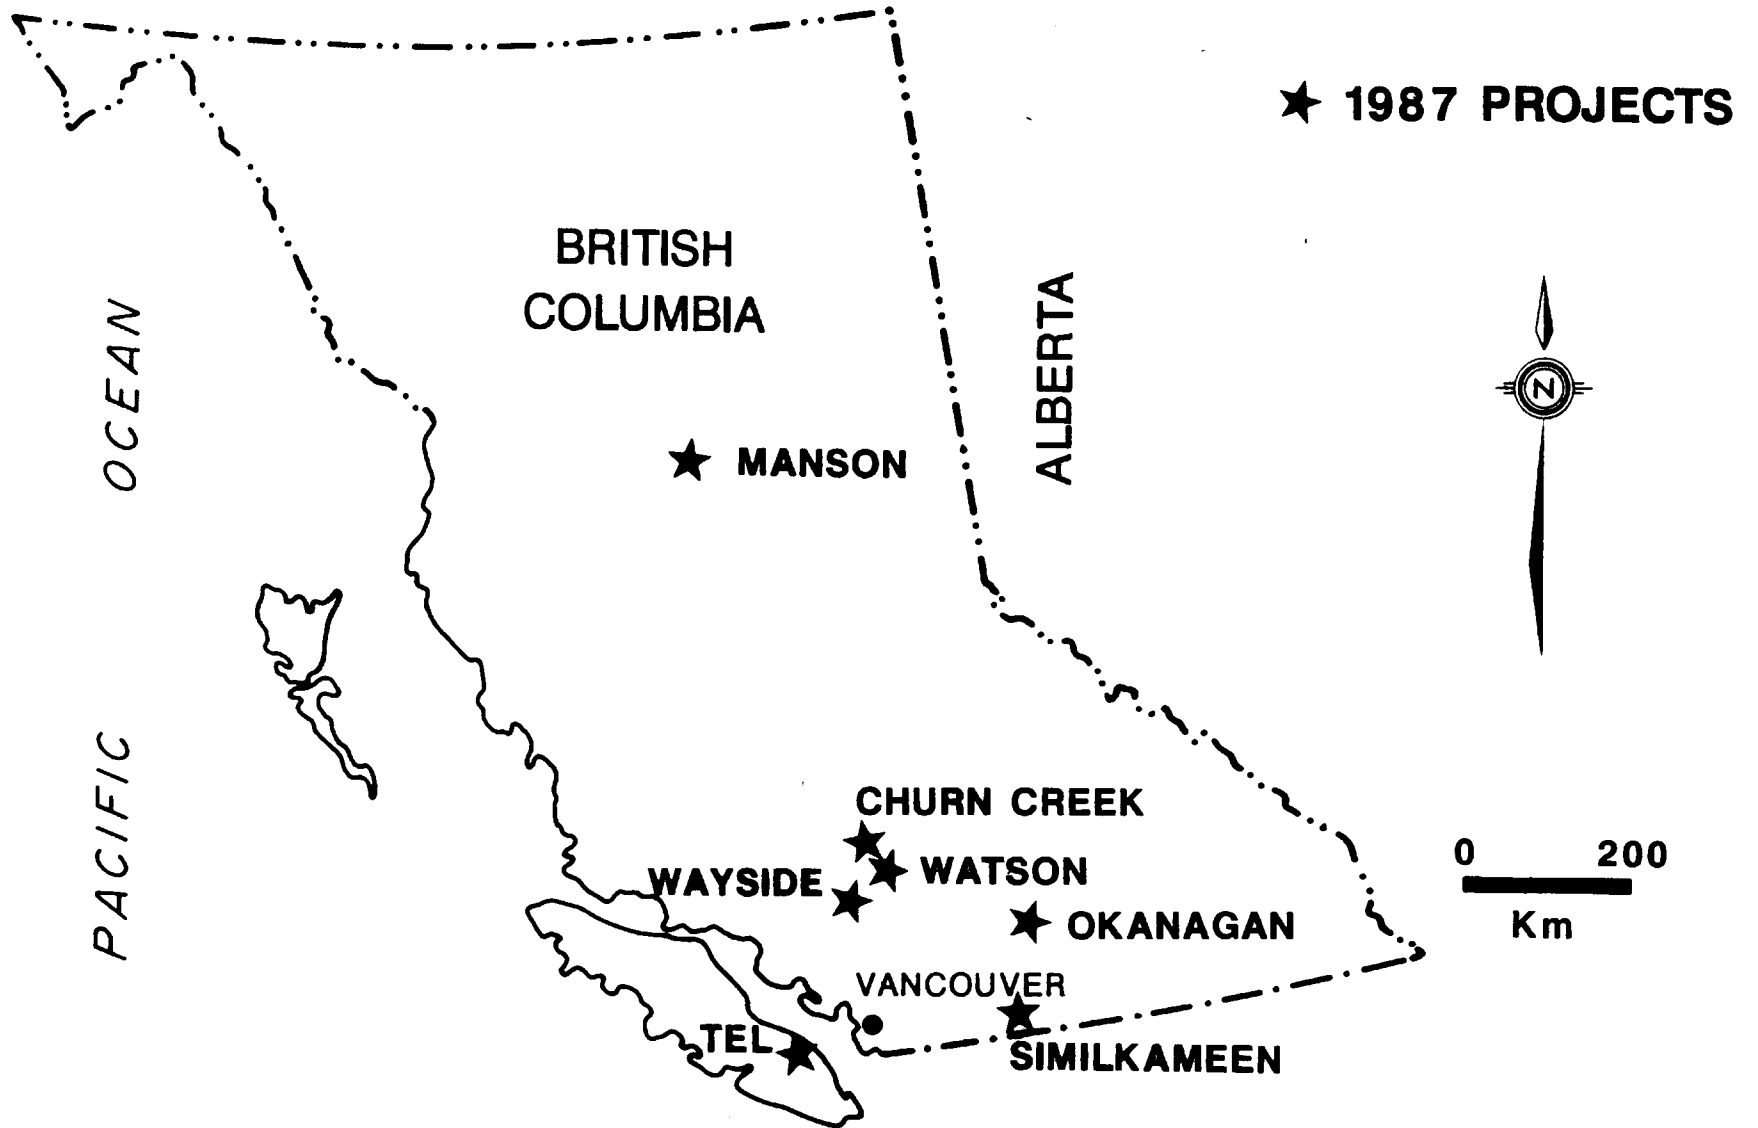 ★ 1987 PROJECTS
BRITISH
COLUMBIA
OCEAN
ALBERTA
N
MANSON
PACIFIC
CHURN CREEK
WAYSIDE
WATSON
0 200
Km
OKANAGAN
VANCOUVER
TEL
SIMILKAMEEN